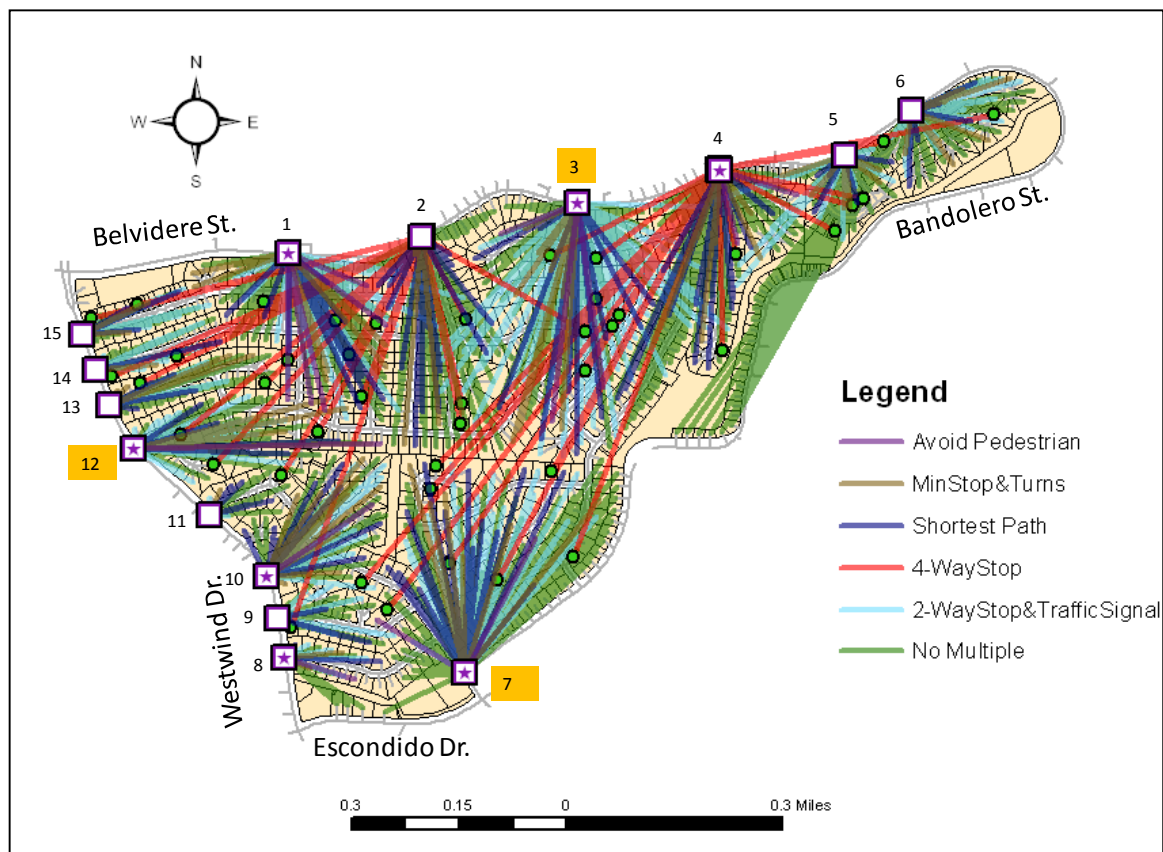 N
W E
S
6
5
4
3
2
Belvidere St.
1
Bandolero St.
15
14
13
12
11
10
9
8
7
Westwind Dr.
Escondido Dr.
Legend
Avoid Pedestrian
MinStop&Turns
Shortest Path
4-WayStop
2-WayStop&TrafficSignal
No Multiple
0.3 0.15 0 0.3 Miles